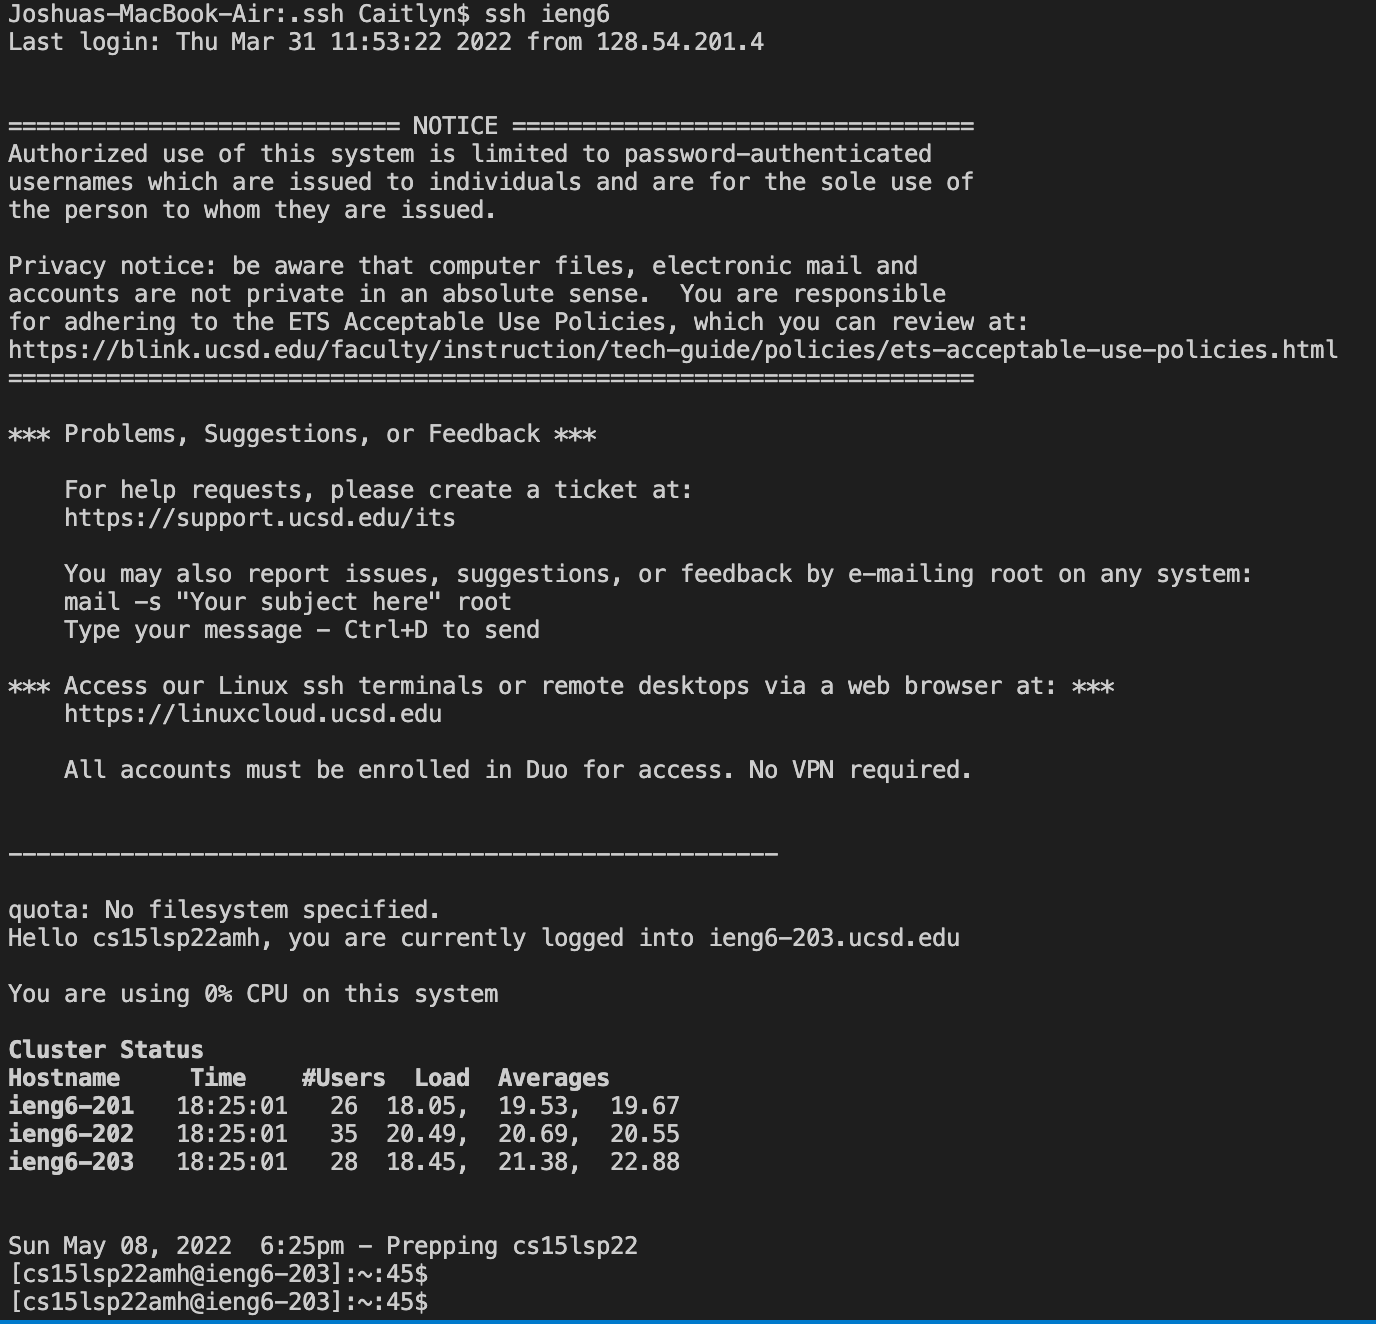 Joshuas-MacBook-Air:.ssh Caitlyn$ ssh ieng6
Last login: Thu Mar 31 11:53:22 2022 from 128.54.201.4
============================ NOTICE =================================
Authorized use of this system is limited to password-authenticated
usernames which are issued to individuals and are for the sole use of
the person to whom they are issued.
Privacy notice: be aware that computer files, electronic mail and
accounts are not private in an absolute sense.  You are responsible
for adhering to the ETS Acceptable Use Policies, which you can review at:
https://blink.ucsd.edu/faculty/instruction/tech-guide/policies/ets-acceptable-use-policies.html
=====================================================================
*** Problems, Suggestions, or Feedback ***
    For help requests, please create a ticket at:
    https://support.ucsd.edu/its
    You may also report issues, suggestions, or feedback by e-mailing root on any system:
    mail -s "Your subject here" root
    Type your message - Ctrl+D to send
*** Access our Linux ssh terminals or remote desktops via a web browser at: ***
    https://linuxcloud.ucsd.edu
    All accounts must be enrolled in Duo for access. No VPN required.
-------------------------------------------------------
quota: No filesystem specified.
Hello cs15lsp22amh, you are currently logged into ieng6-203.ucsd.edu
You are using 0% CPU on this system
Cluster Status
Hostname     Time    #Users  Load  Averages
ieng6-201   18:25:01   26  18.05,  19.53,  19.67
ieng6-202   18:25:01   35  20.49,  20.69,  20.55
ieng6-203   18:25:01   28  18.45,  21.38,  22.88
Sun May 08, 2022  6:25pm - Prepping cs15lsp22
[cs15lsp22amh@ieng6-203]:~:45$
[cs15lsp22amh@ieng6-203]:~:45$